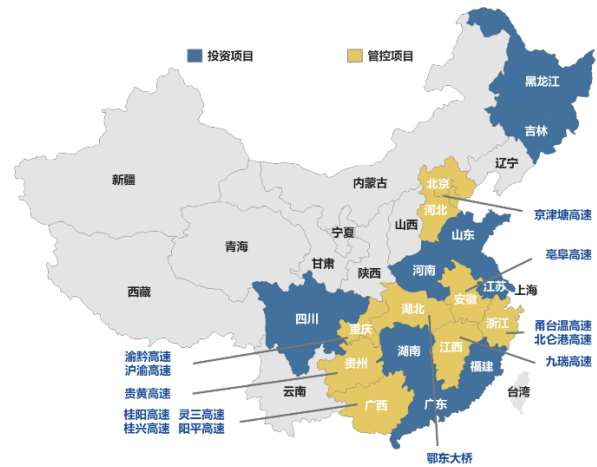 投资项目
管控项目
黑龙江
吉林
辽宁
新疆
内蒙古
北京
河北
京津塘高速
山西
山东
宁夏
青海
甘肃
陕西
河南
亳阜高速
西藏
江苏
上海
安徽
四川
湖北
重庆
浙江
甬台温高速
北仑港高速
湖南
江西
渝黔高速
沪渝高速
贵州
福建
九瑞高速
贵黄高速
云南
台湾
广西
广东
桂阳高速 灵三高速
桂兴高速 阳平高速
鄂东大桥